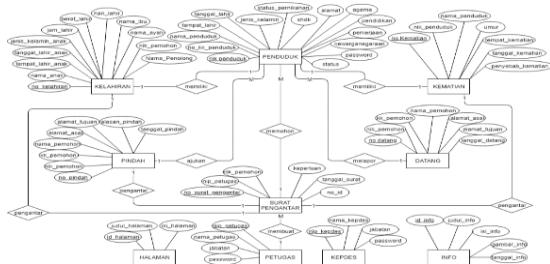 hari_lahir
berat_lahir
nama_ibu
jam_lahir
nama_ayah
jenis_kelamin_anak
nik_pemohon
tanggal_lahir_anak
Nama_Penolong
tempat_lahir_anak
nama_anak
no_kelahiran
KELAHIRAN
status_pernikahan
tanggal_lahir
jenis_kelamin
shdk
alamat
agama
tempat_lahir
pendidikan
nama_penduduk
pekerjaan
no_kk_penduduk
kewarganegaraan
nik_penduduk
password
status
PENDUDUK
nama_penduduk
nik_penduduk
umur
no_Kematian
tempat_kematian
tanggal_kematian
penyebab_kematian
KEMATIAN
memiliki
memiliki
alamat_tujuan
alasan_pindah
alamat_asal
tanggal_pindah
nama_pemohon
nik_pemohon
no_pindah
PINDAH
ajukan
memohon
melapor
nama_pemohon
nik_pemohon
alamat_asal
alamat_tujuan
no_datang
tanggal_datang
DATANG
pengantar
nik_pemohon
keperluan
nip_petugas
tanggal_surat
no_surat_pengantar
no_id
SURAT PENGANTAR
pengantar
pengantar
membuat
judul_halaman
isi_halaman
id_halaman
HALAMAN
nip_petugas
nama_petugas
jabatan
password
PETUGAS
nama_kepdes
nip_kepdes
jabatan
password
KEPDES
id_info
judul_info
isi_info
gambar_info
tanggal_info
INFO